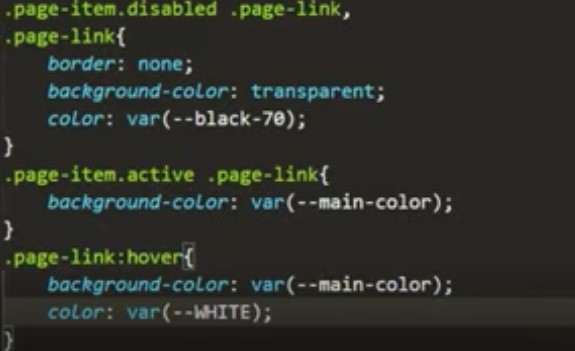 .page-item.disabled .page-link,
.page-link{
border: none;
background-color: transparent;
color: var(--black-70);
}
.page-item.active .page-link{
background-color: var(--main-color);
}
.page-link:hover{
background-color: var(--main-color);
color: var(--WHITE);
}